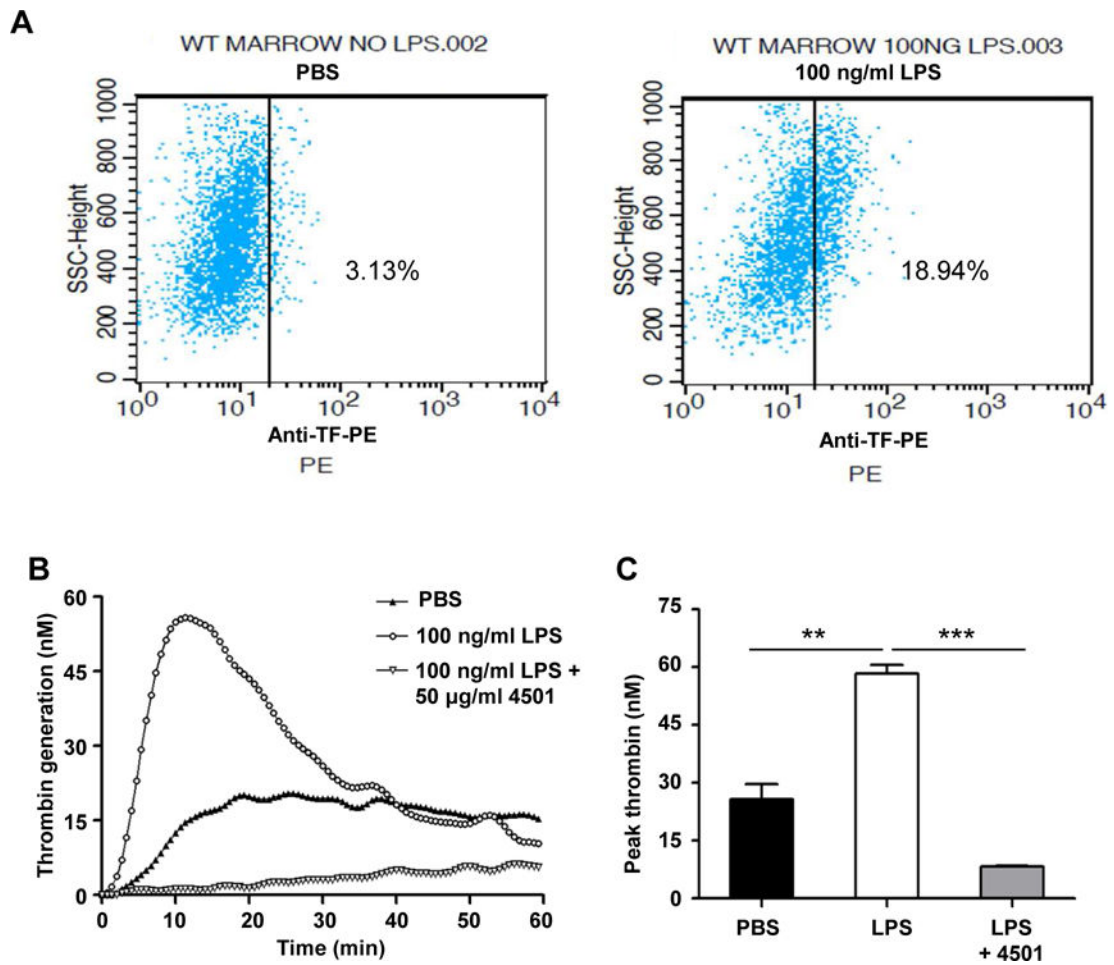 A
WT MARROW NO LPS.002
PBS
SSC-Height
1000
800
600
400
200
0
3.13%
10⁰ 10¹ 10² 10³ 10⁴
Anti-TF-PE
PE
WT MARROW 100NG LPS.003
100 ng/ml LPS
SSC-Height
1000
800
600
400
200
0
18.94%
10⁰ 10¹ 10² 10³ 10⁴
Anti-TF-PE
PE
B
Thrombin generation (nM)
60
45
30
15
0
PBS
100 ng/ml LPS
100 ng/ml LPS +
50 µg/ml 4501
0 10 20 30 40 50 60
Time (min)
C
Peak thrombin (nM)
75
60
45
30
15
0
** ***
PBS LPS LPS
+ 4501